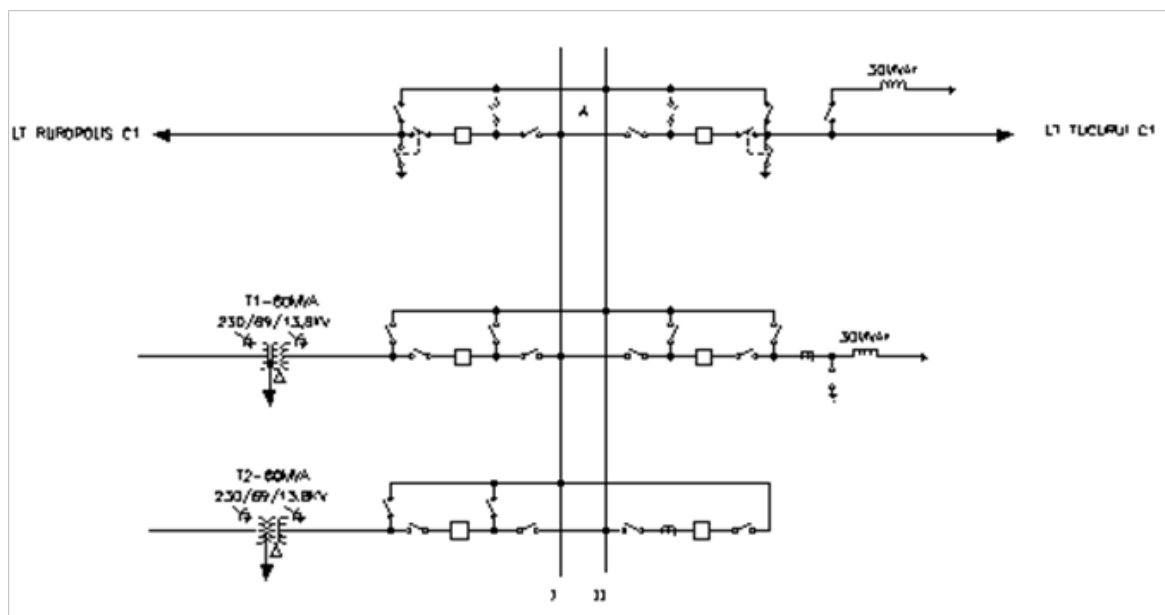 30MVAr
LT RUROPOLIS C1
LT TUCURUI C1
T1-60MVA
230/69/13,8KV
30MVAr
T2-60MVA
230/69/13,8KV
I II